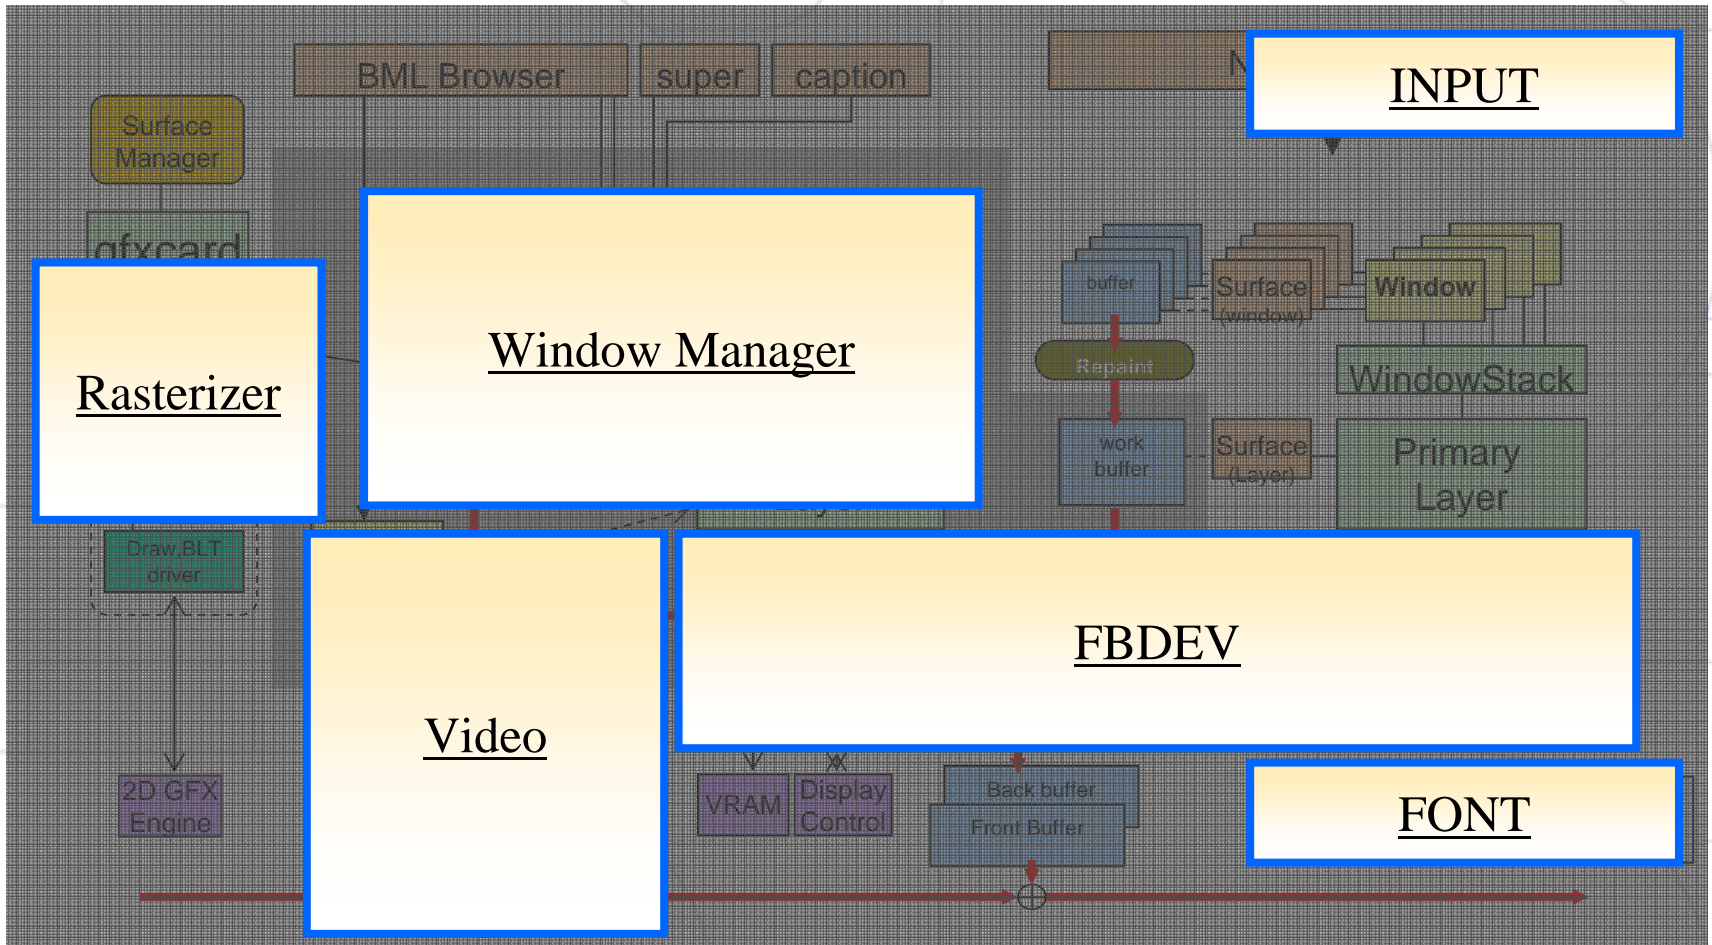 BML Browser
super
caption
N
INPUT
Surface
Manager
gfxcard
Window Manager
Rasterizer
buffer
Surface
(window)
Window
Repaint
WindowStack
work
buffer
Surface
(Layer)
Primary
Layer
Layer
Draw,BLT
driver
FBDEV
Video
2D GFX
Engine
VRAM
Display
Control
Back buffer
Front Buffer
FONT